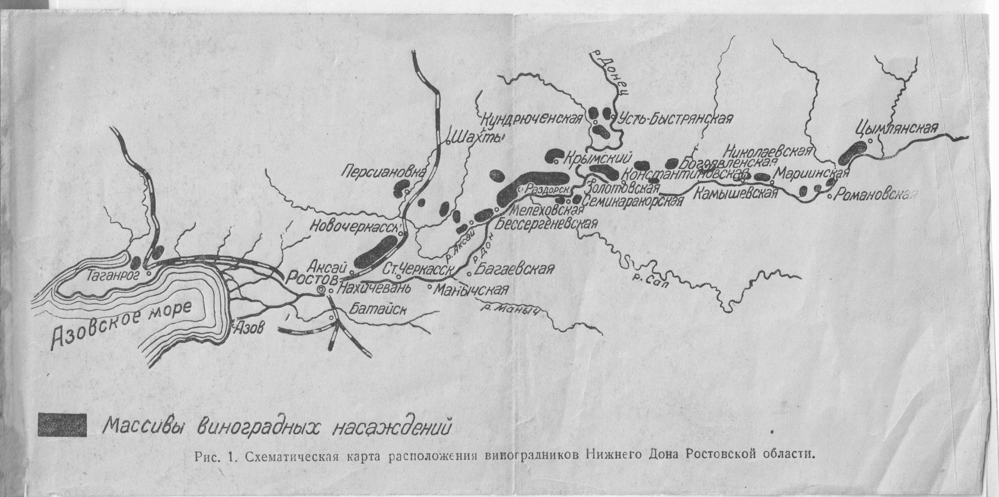 р. Донец
Кундрюченская
Усть-Быстрянская
Шахты
Цымлянская
Крымский
Николаевская
Богоявленская
Персиановка
Константиновская
Мариинская
Раздорск.
Золотовская
Камышевская
Романовская
Семикаракорская
Мелеховская
Новочеркасск
Бессергеневская
р. Аксай
р. Дон
Аксай
Ст. Черкасск
Багаевская
Таганрог
Ростов
р. Сал
Нахичевань
Манычская
Батайск
р. Маныч
Азовское море
Азов
Массивы виноградных насаждений
Рис. 1. Схематическая карта расположения виноградников Нижнего Дона Ростовской области.